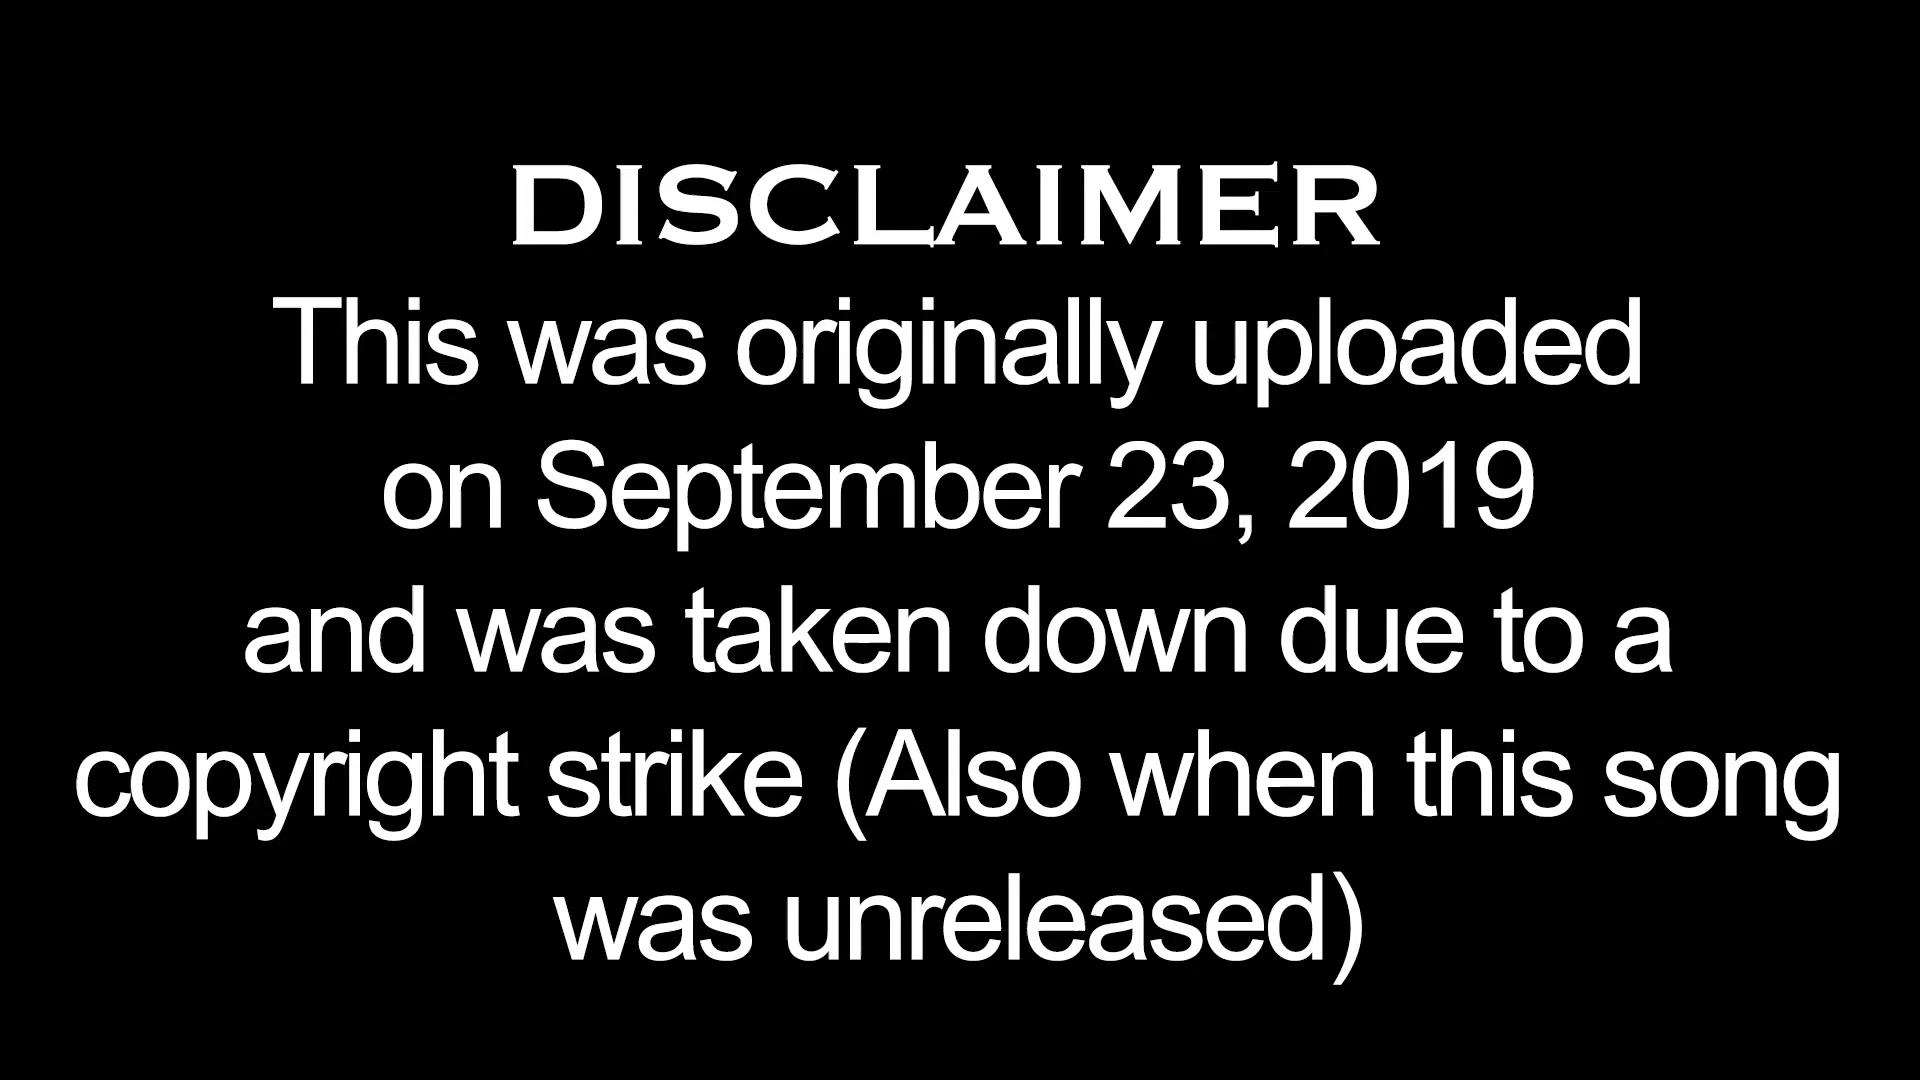 DISCLAIMER
This was originally uploaded
on September 23, 2019
and was taken down due to a
copyright strike (Also when this song
was unreleased)